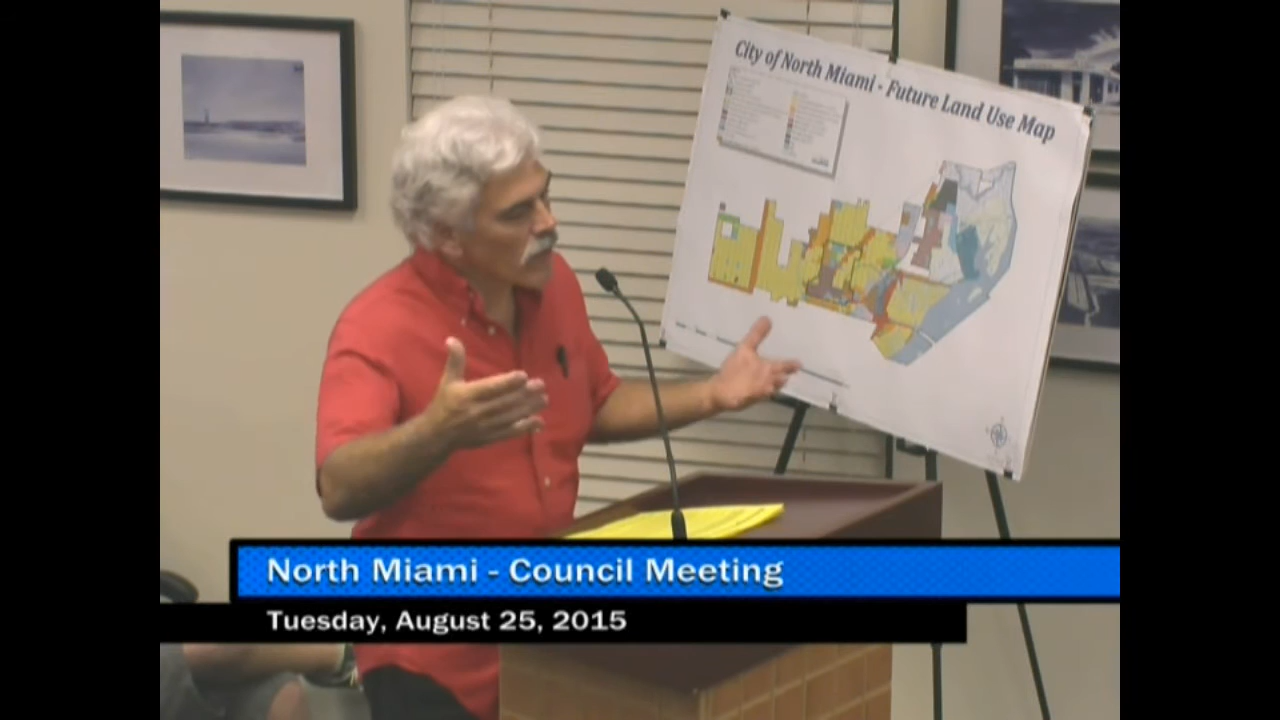 City of North Miami - Future Land Use Map
North Miami - Council Meeting
Tuesday, August 25, 2015